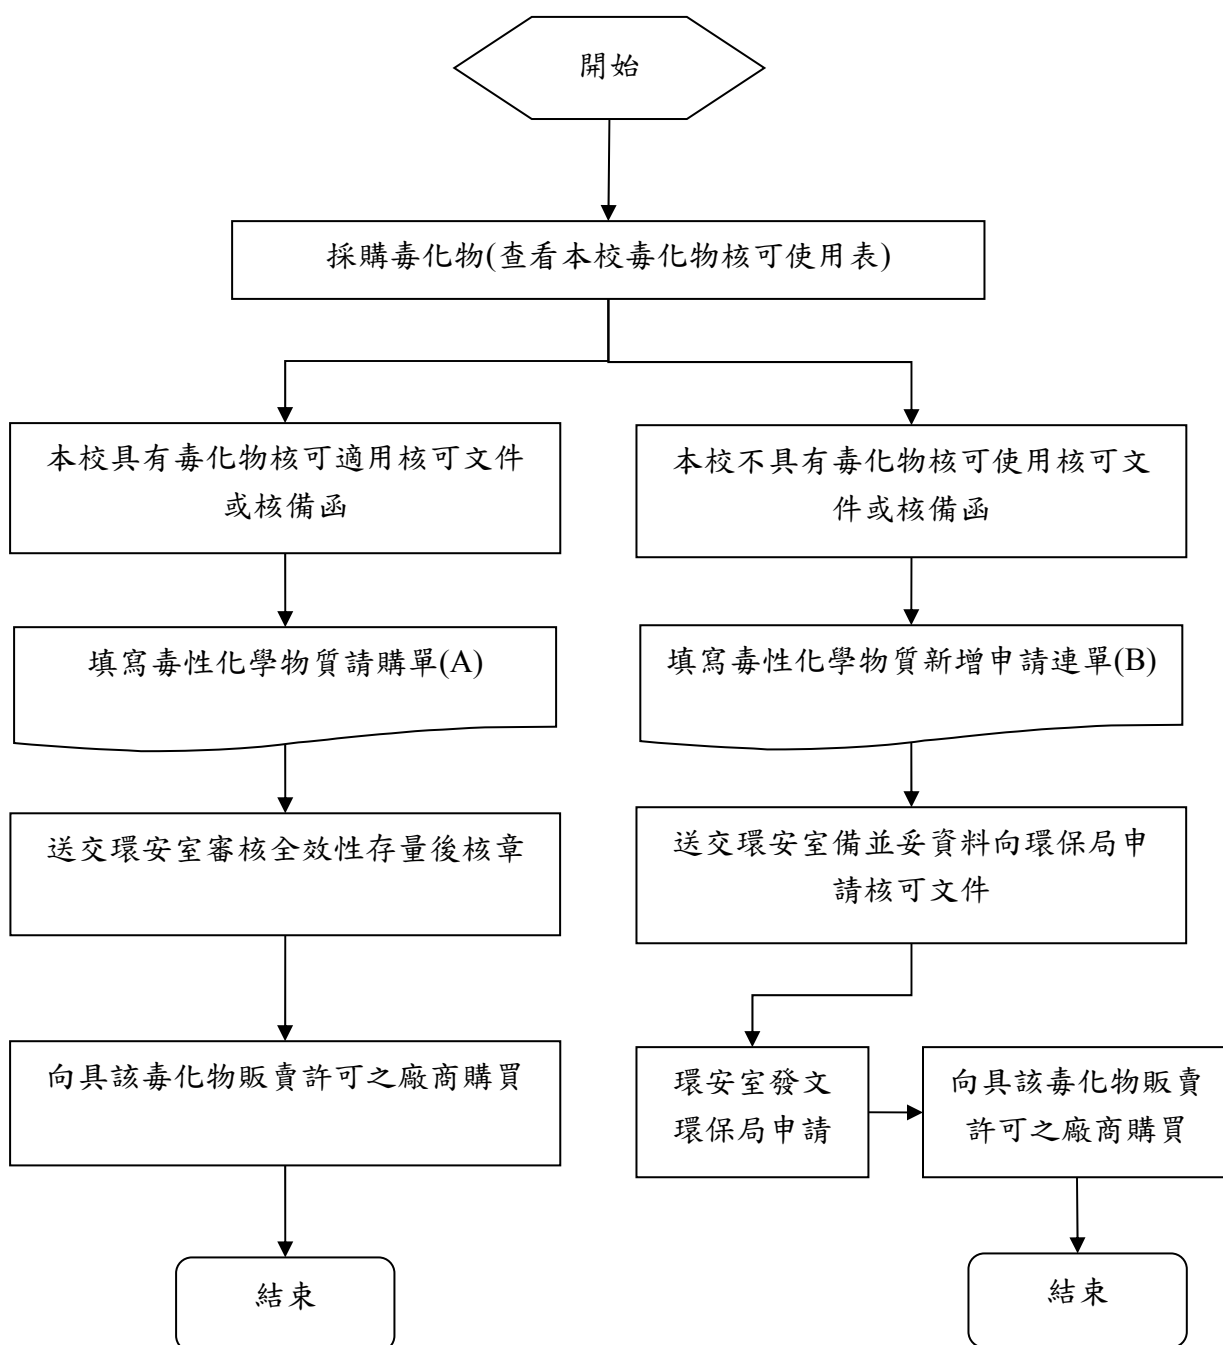 開始
採購毒化物(查看本校毒化物核可使用表)
本校具有毒化物核可適用核可文件
或核備函
本校不具有毒化物核可使用核可文
件或核備函
填寫毒性化學物質請購單(A)
填寫毒性化學物質新增申請連單(B)
送交環安室審核全效性存量後核章
送交環安室備並妥資料向環保局申
請核可文件
向具該毒化物販賣許可之廠商購買
環安室發文
環保局申請
向具該毒化物販賣
許可之廠商購買
結束
結束